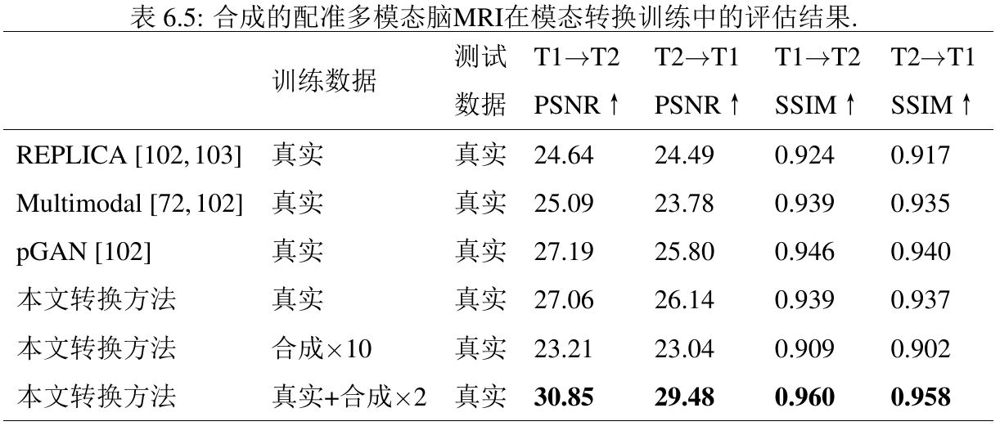 表 6.5: 合成的配准多模态脑MRI在模态转换训练中的评估结果.
训练数据 测试数据 T1→T2 PSNR↑ T2→T1 PSNR↑ T1→T2 SSIM↑ T2→T1 SSIM↑
REPLICA [102,103] 真实 真实 24.64 24.49 0.924 0.917
Multimodal [72,102] 真实 真实 25.09 23.78 0.939 0.935
pGAN [102] 真实 真实 27.19 25.80 0.946 0.940
本文转换方法 真实 真实 27.06 26.14 0.939 0.937
本文转换方法 合成×10 真实 23.21 23.04 0.909 0.902
本文转换方法 真实+合成×2 真实 30.85 29.48 0.960 0.958